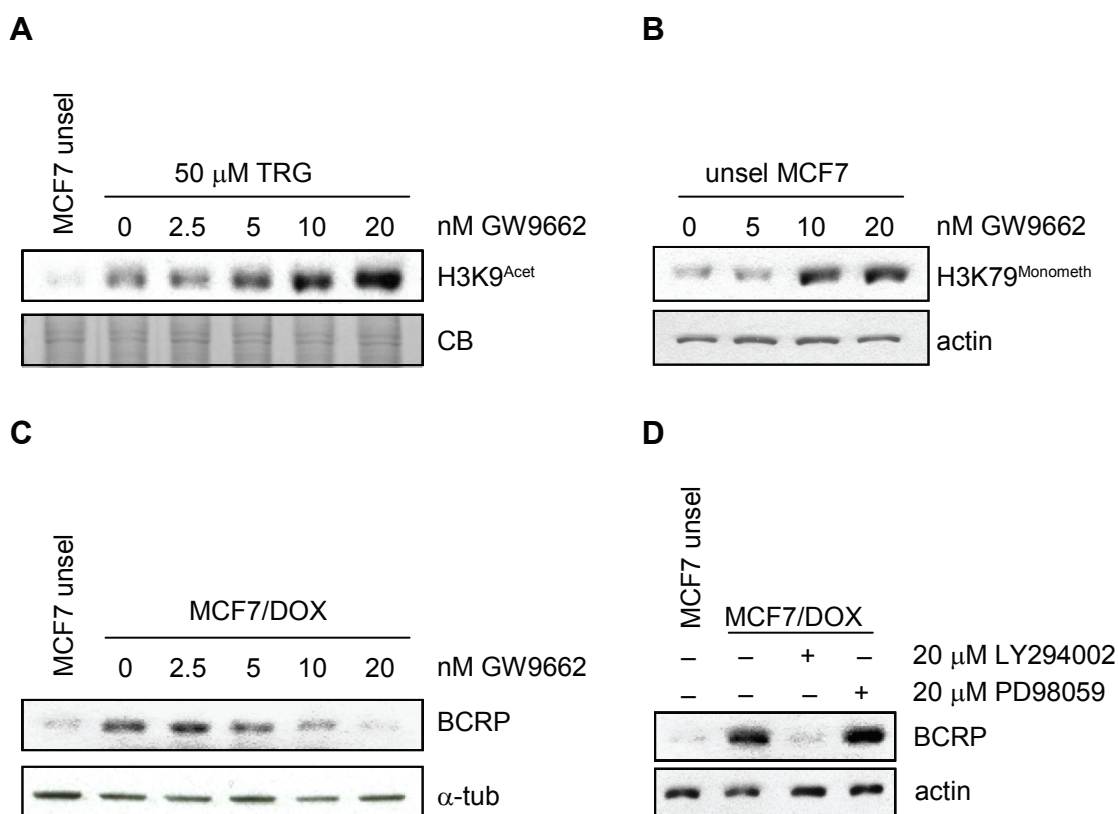 A
MCF7 unsel
50 μM TRG
0 2.5 5 10 20 nM GW9662
H3K9Acet
CB
B
unsel MCF7
0 5 10 20 nM GW9662
H3K79Monometh
actin
C
MCF7 unsel
MCF7/DOX
0 2.5 5 10 20 nM GW9662
BCRP
α-tub
D
MCF7 unsel
MCF7/DOX
– – + – 20 μM LY294002
– – – + 20 μM PD98059
BCRP
actin